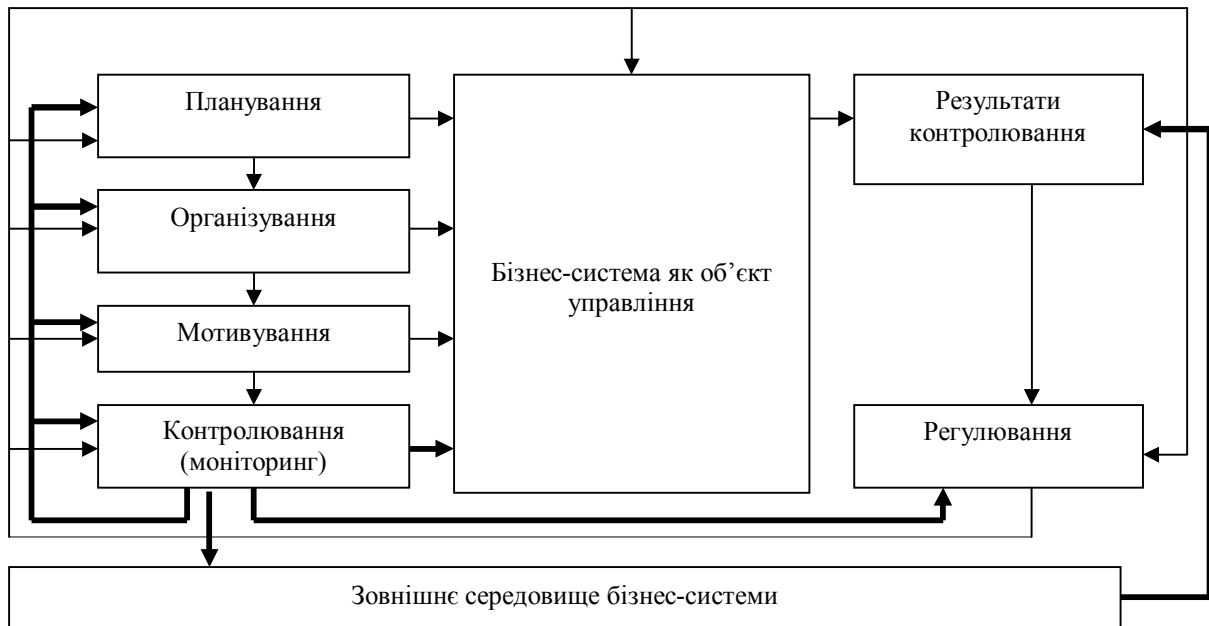 Планування
Організування
Мотивування
Контролювання
(моніторинг)
Бізнес-система як об’єкт
управління
Результати
контролювання
Регулювання
Зовнішнє середовище бізнес-системи